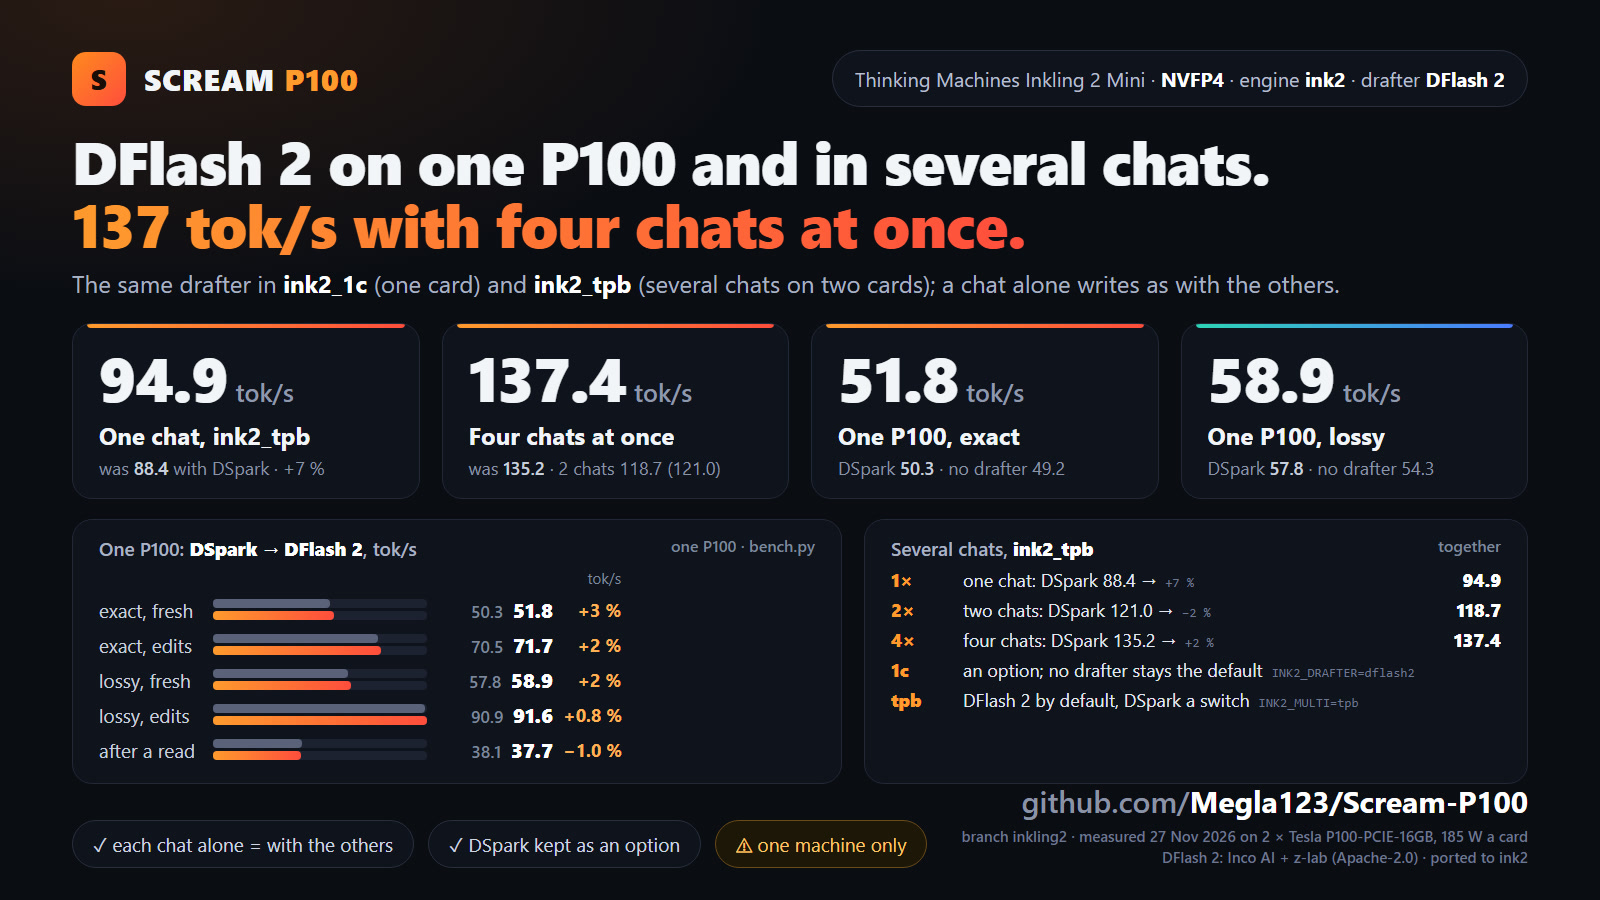 S SCREAM P100
Thinking Machines Inkling 2 Mini · NVFP4 · engine ink2 · drafter DFlash 2
DFlash 2 on one P100 and in several chats.
137 tok/s with four chats at once.
The same drafter in ink2_1c (one card) and ink2_tpb (several chats on two cards); a chat alone writes as with the others.
94.9 tok/s
One chat, ink2_tpb
was 88.4 with DSpark · +7 %
137.4 tok/s
Four chats at once
was 135.2 · 2 chats 118.7 (121.0)
51.8 tok/s
One P100, exact
DSpark 50.3 · no drafter 49.2
58.9 tok/s
One P100, lossy
DSpark 57.8 · no drafter 54.3
One P100: DSpark → DFlash 2, tok/s
one P100 · bench.py
tok/s
exact, fresh 50.3 51.8 +3 %
exact, edits 70.5 71.7 +2 %
lossy, fresh 57.8 58.9 +2 %
lossy, edits 90.9 91.6 +0.8 %
after a read 38.1 37.7 −1.0 %
Several chats, ink2_tpb
together
1× one chat: DSpark 88.4 → +7 % 94.9
2× two chats: DSpark 121.0 → −2 % 118.7
4× four chats: DSpark 135.2 → +2 % 137.4
1c an option; no drafter stays the default INK2_DRAFTER=dflash2
tpb DFlash 2 by default, DSpark a switch INK2_MULTI=tpb
✓ each chat alone = with the others
✓ DSpark kept as an option
⚠ one machine only
github.com/Megla123/Scream-P100
branch inkling2 · measured 27 Nov 2026 on 2 × Tesla P100-PCIE-16GB, 185 W a card
DFlash 2: Inco AI + z-lab (Apache-2.0) · ported to ink2